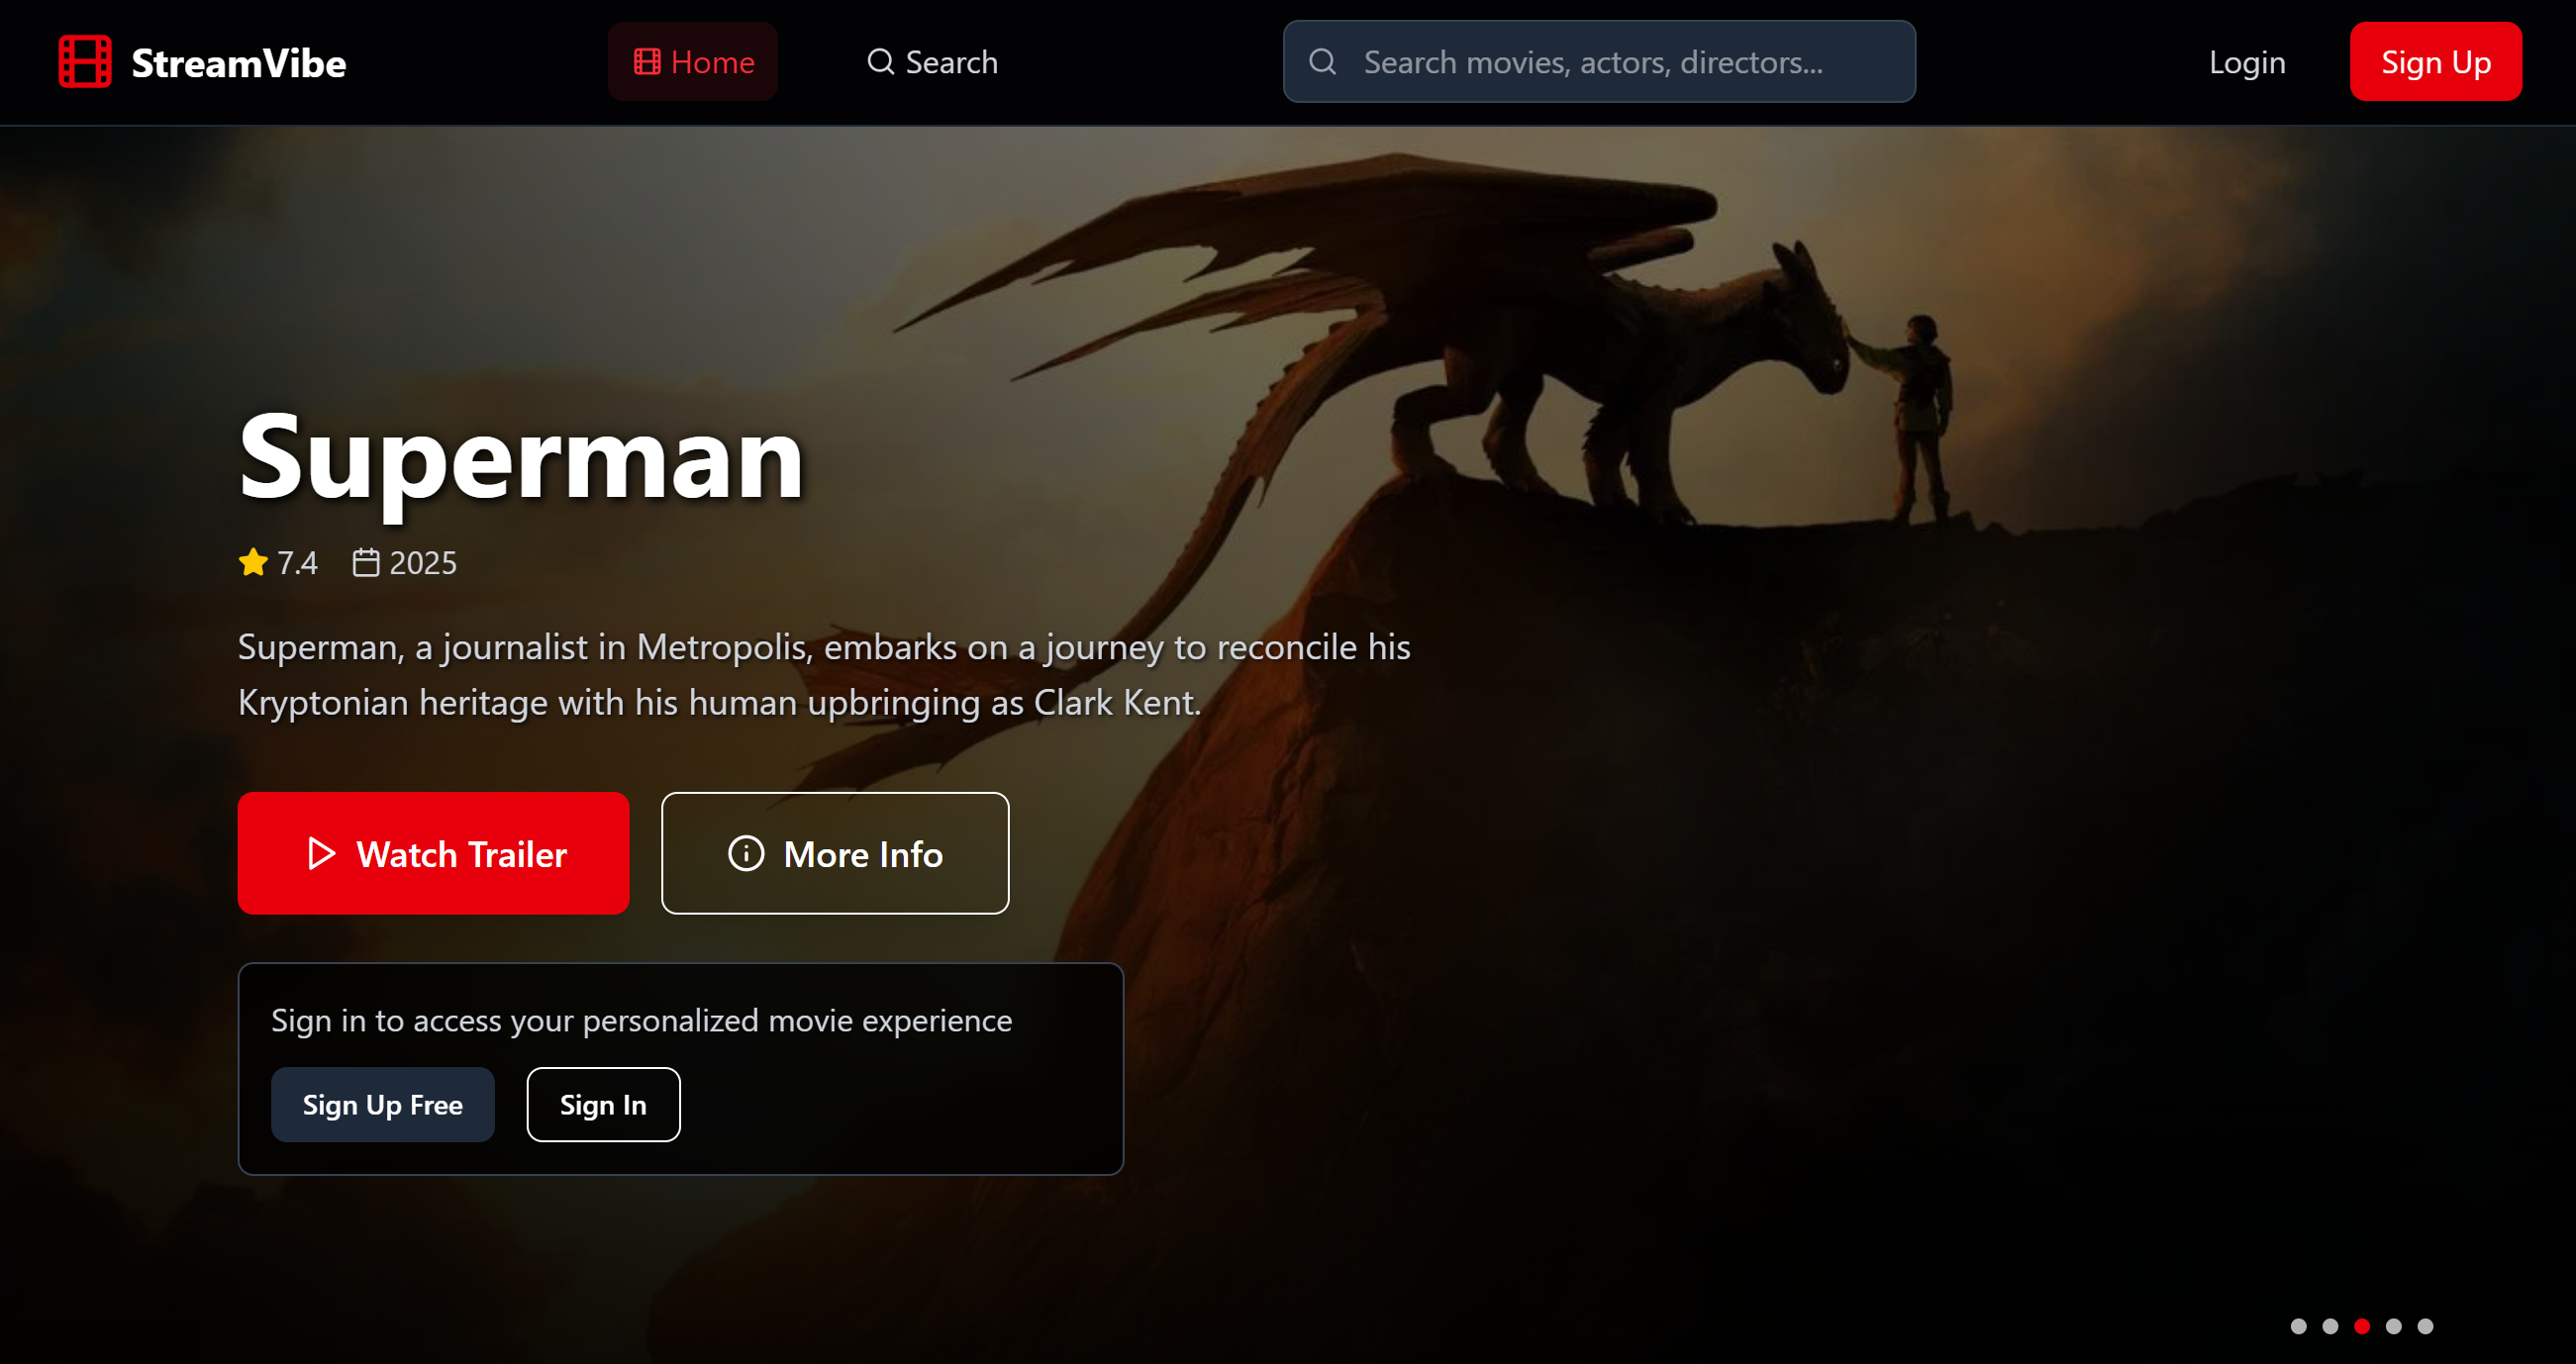 StreamVibe
Home
Search
Search movies, actors, directors...
Login
Sign Up
Superman
7.4
2025
Superman, a journalist in Metropolis, embarks on a journey to reconcile his
Kryptonian heritage with his human upbringing as Clark Kent.
Watch Trailer
More Info
Sign in to access your personalized movie experience
Sign Up Free
Sign In